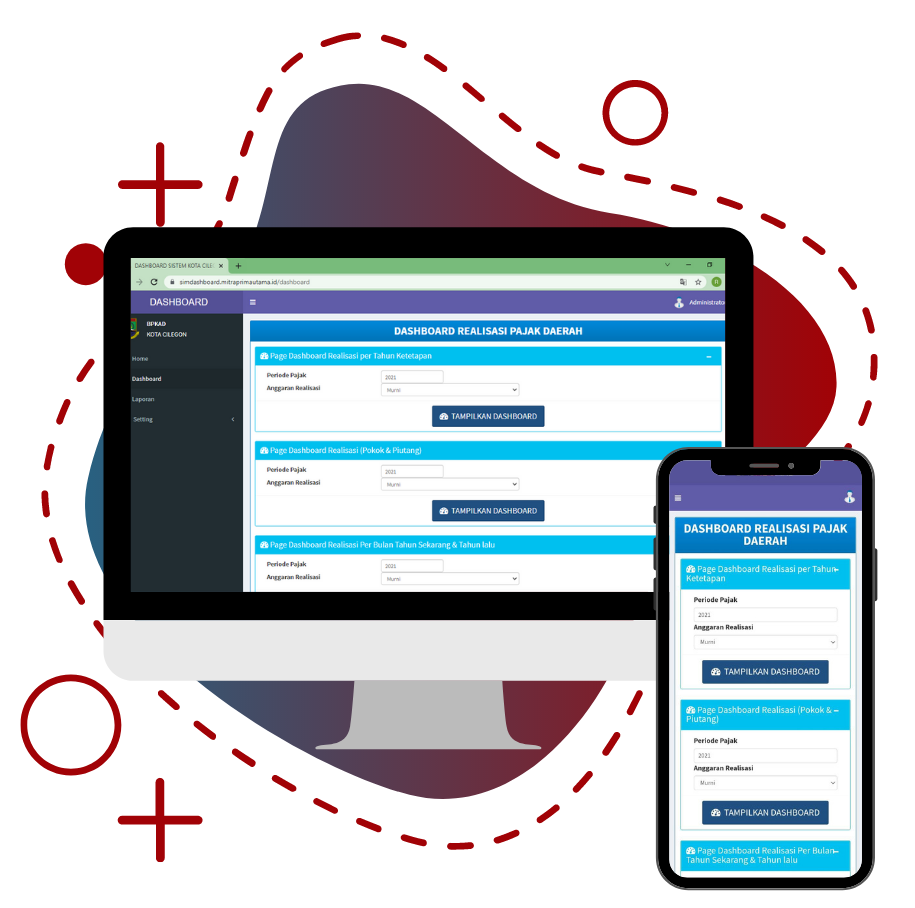 DASHBOARD SISTEM KOTA CILE
simdashboard.mitraprimautama.id/dashboard
DASHBOARD
Administrator
BPKAD
KOTA CILEGON
Home
Dashboard
Laporan
Setting
DASHBOARD REALISASI PAJAK DAERAH
Page Dashboard Realisasi per Tahun Ketetapan
Periode Pajak
2021
Anggaran Realisasi
Murni
TAMPILKAN DASHBOARD
Page Dashboard Realisasi (Pokok & Piutang)
Periode Pajak
2021
Anggaran Realisasi
Murni
TAMPILKAN DASHBOARD
Page Dashboard Realisasi Per Bulan Tahun Sekarang & Tahun lalu
Periode Pajak
2021
Anggaran Realisasi
Murni
DASHBOARD REALISASI PAJAK
DAERAH
Page Dashboard Realisasi per Tahun
Ketetapan
Periode Pajak
2021
Anggaran Realisasi
Murni
TAMPILKAN DASHBOARD
Page Dashboard Realisasi (Pokok &
Piutang)
Periode Pajak
2021
Anggaran Realisasi
Murni
TAMPILKAN DASHBOARD
Page Dashboard Realisasi Per Bulan
Tahun Sekarang & Tahun lalu